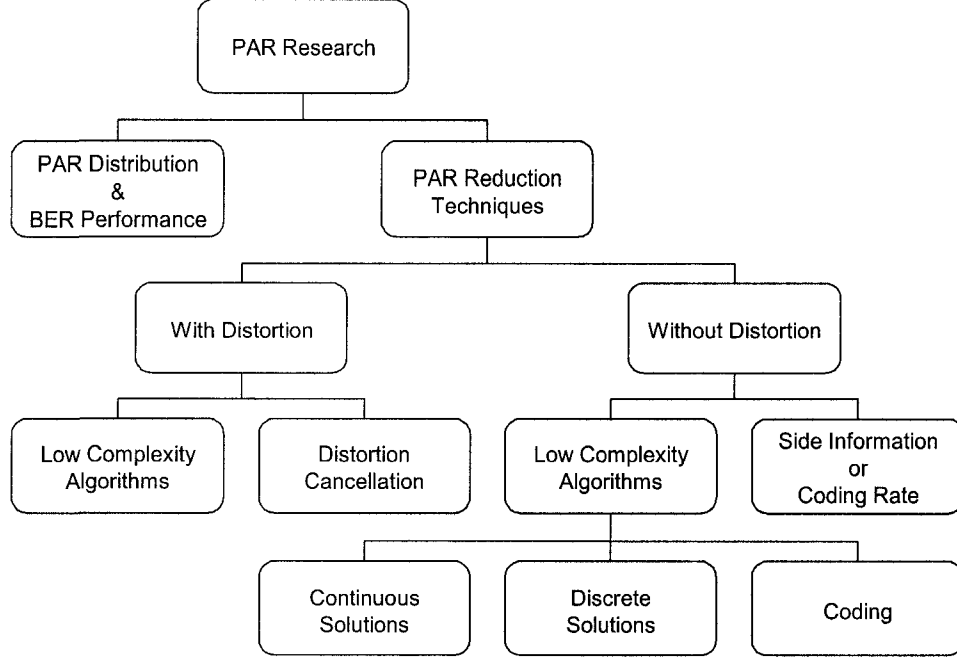 PAR Research
PAR Distribution
&
BER Performance
PAR Reduction
Techniques
With Distortion
Without Distortion
Low Complexity
Algorithms
Distortion
Cancellation
Low Complexity
Algorithms
Side Information
or
Coding Rate
Continuous
Solutions
Discrete
Solutions
Coding